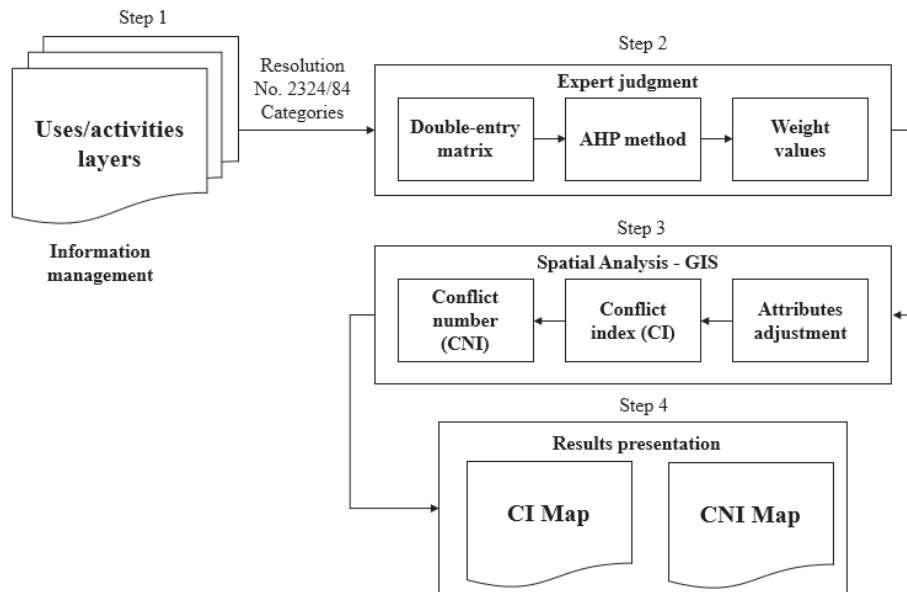 Step 1
Uses/activities
layers
Information
management
Resolution
No. 2324/84
Categories
Step 2
Expert judgment
Double-entry
matrix
AHP method
Weight
values
Step 3
Spatial Analysis - GIS
Conflict
number
(CNI)
Conflict
index (CI)
Attributes
adjustment
Step 4
Results presentation
CI Map
CNI Map